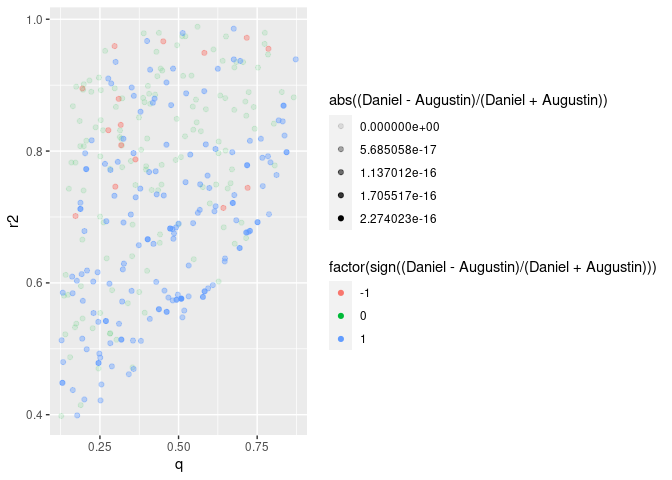 1.0
0.8
0.6
0.4
r2
0.25
0.50
0.75
q
abs((Daniel - Augustin)/(Daniel + Augustin))
0.000000e+00
5.685058e-17
1.137012e-16
1.705517e-16
2.274023e-16
factor(sign((Daniel - Augustin)/(Daniel + Augustin)))
-1
0
1